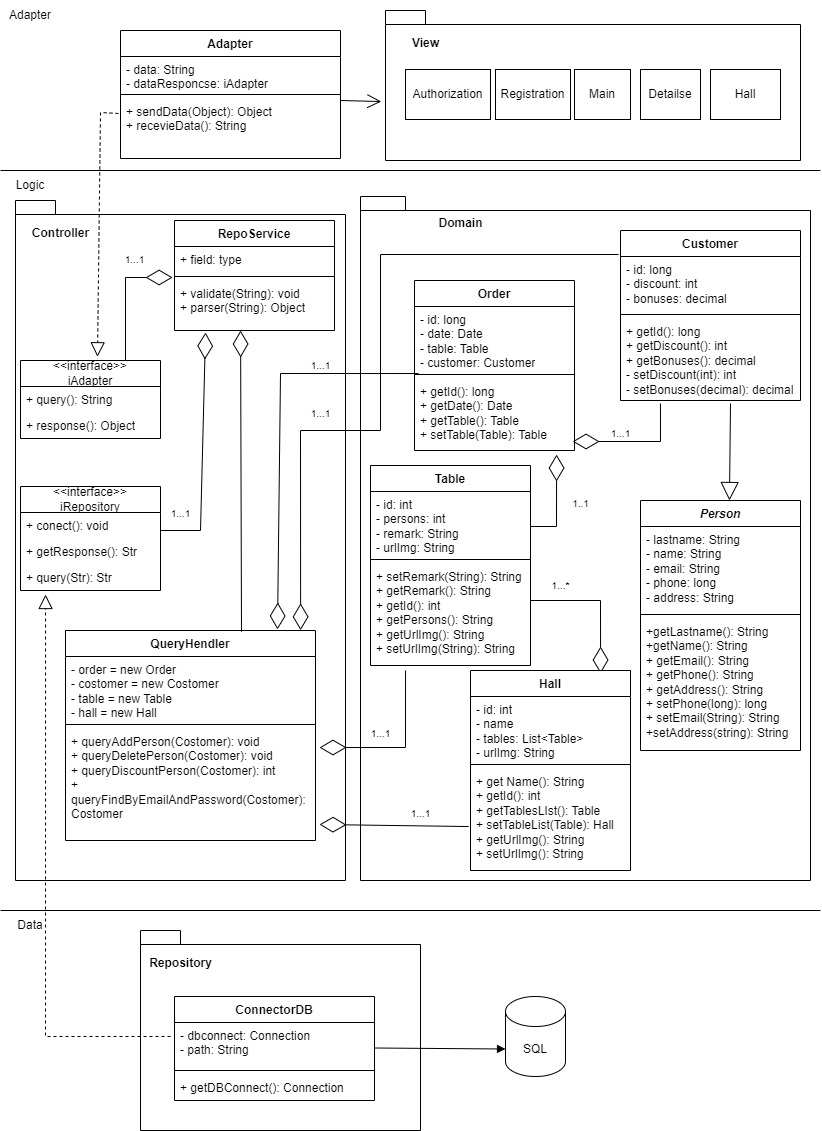 Adapter
Adapter
- data: String
- dataResponcse: iAdapter
+ sendData(Object): Object
+ recevieData(): String
View
Authorization
Registration
Main
Detailse
Hall
Logic
Controller
RepoService
+ field: type
+ validate(String): void
+ parser(String): Object
1...1
<<interface>>
iAdapter
+ query(): String
+ response(): Object
<<interface>>
iRepository
+ conect(): void
+ getResponse(): Str
+ query(Str): Str
1...1
QueryHendler
- order = new Order
- costomer = new Costomer
- table = new Table
- hall = new Hall
+ queryAddPerson(Costomer): void
+ queryDeletePerson(Costomer): void
+ queryDiscountPerson(Costomer): int
+
queryFindByEmailAndPassword(Costomer):
Costomer
Domain
1...1
1...1
Order
- id: long
- date: Date
- table: Table
- customer: Customer
+ getId(): long
+ getDate(): Date
+ getTable(): Table
+ setTable(Table): Table
Customer
- id: long
- discount: int
- bonuses: decimal
+ getId(): long
+ getDiscount(): int
+ getBonuses(): decimal
- setDiscount(int): int
- setBonuses(decimal): decimal
1...1
Table
- id: int
- persons: int
- remark: String
- urlImg: String
+ setRemark(String): String
+ getRemark(): String
+ getId(): int
+ getPersons(): String
+ getUrlImg(): String
+ setUrlImg(String): String
1..1
1...*
Person
- lastname: String
- name: String
- email: String
- phone: long
- address: String
+getLastname(): String
+getName(): String
+ getEmail(): String
+ getPhone(): String
+ getAddress(): String
+ setPhone(long): long
+ setEmail(String): String
+setAddress(string): String
1...1
Hall
- id: int
- name
- tables: List<Table>
- urlImg: String
+ get Name(): String
+ getId(): int
+ getTablesLIst(): Table
+ setTableList(Table): Hall
+ getUrlImg(): String
+ setUrlImg(): String
1...1
Data
Repository
ConnectorDB
- dbconnect: Connection
- path: String
+ getDBConnect(): Connection
SQL